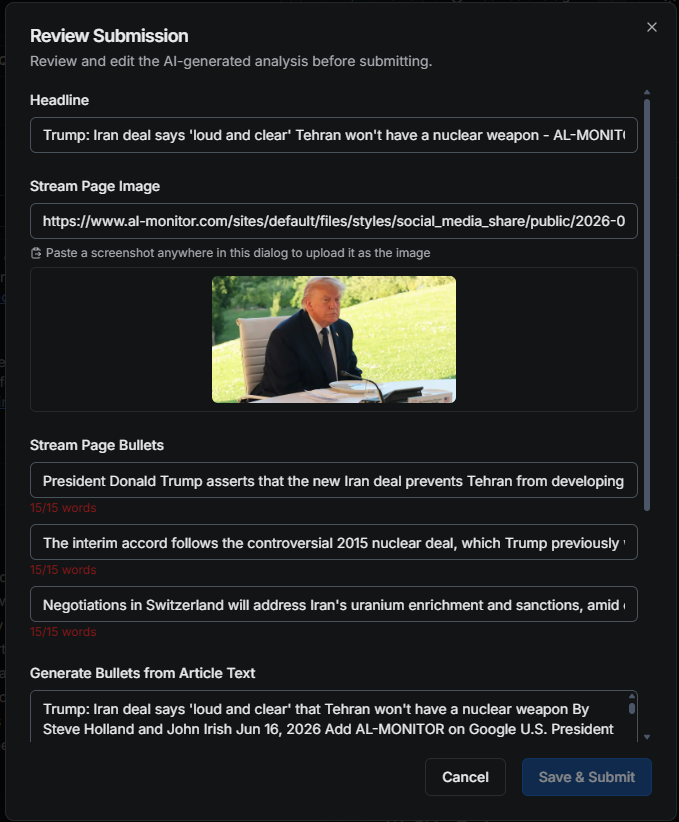 Review Submission
Review and edit the AI-generated analysis before submitting.
Headline
Trump: Iran deal says 'loud and clear' Tehran won't have a nuclear weapon - AL-MONIT
Stream Page Image
https://www.al-monitor.com/sites/default/files/styles/social_media_share/public/2026-0
Paste a screenshot anywhere in this dialog to upload it as the image
Stream Page Bullets
President Donald Trump asserts that the new Iran deal prevents Tehran from developing
15/15 words
The interim accord follows the controversial 2015 nuclear deal, which Trump previously
15/15 words
Negotiations in Switzerland will address Iran's uranium enrichment and sanctions, amid
15/15 words
Generate Bullets from Article Text
Trump: Iran deal says 'loud and clear' that Tehran won't have a nuclear weapon By
Steve Holland and John Irish Jun 16, 2026 Add AL-MONITOR on Google U.S. President
Cancel
Save & Submit